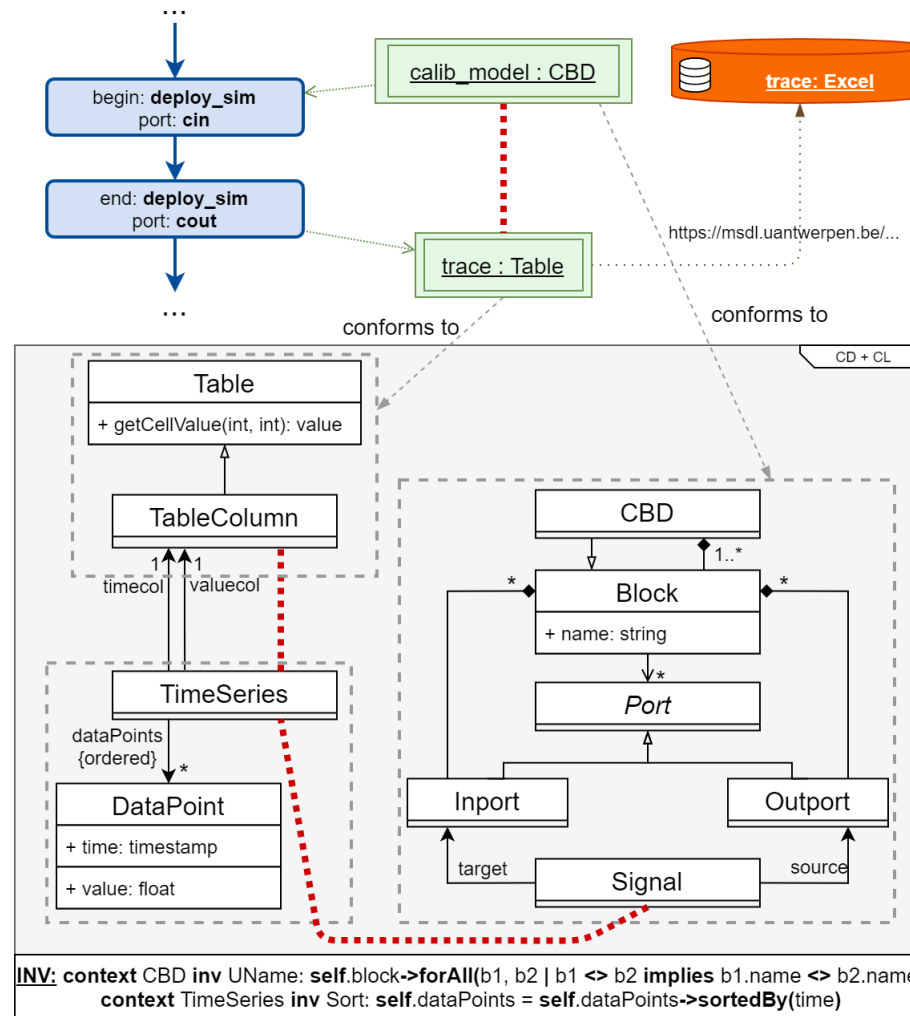 ...
begin: deploy_sim
port: cin
end: deploy_sim
port: cout
...
calib_model : CBD
trace: Excel
trace : Table
https://msdl.uantwerpen.be/...
conforms to
conforms to
CD + CL
Table
+ getCellValue(int, int): value
TableColumn
1
1
timecol
valuecol
TimeSeries
dataPoints
{ordered}
*
DataPoint
+ time: timestamp
+ value: float
CBD
1..*
*
*
Block
+ name: string
*
Port
Inport
Outport
target
source
Signal
INV: context CBD inv UName: self.block->forAll(b1, b2 | b1 <> b2 implies b1.name <> b2.name
context TimeSeries inv Sort: self.dataPoints = self.dataPoints->sortedBy(time)